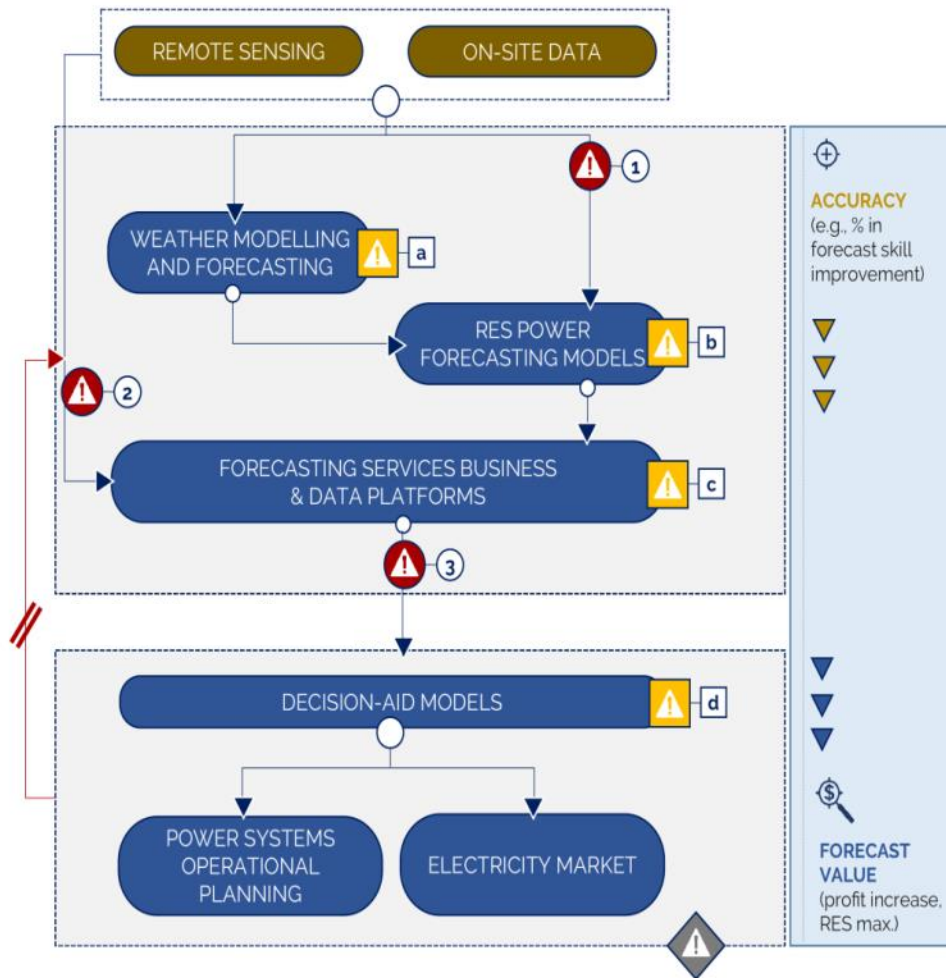 REMOTE SENSING
ON-SITE DATA
1
WEATHER MODELLING
AND FORECASTING
a
RES POWER
FORECASTING MODELS
b
2
FORECASTING SERVICES BUSINESS
& DATA PLATFORMS
c
3
DECISION-AID MODELS
d
POWER SYSTEMS
OPERATIONAL
PLANNING
ELECTRICITY MARKET
ACCURACY
(e.g., % in
forecast skill
improvement)
$
FORECAST
VALUE
(profit increase,
RES max.)